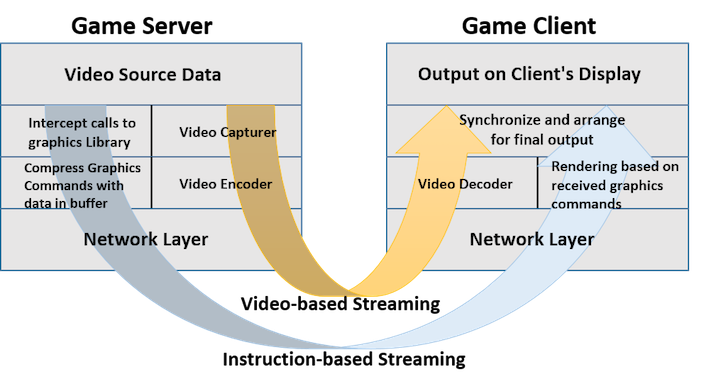 Game Server
Game Client
Video Source Data
Output on Client's Display
Intercept calls to
graphics Library
Video Capturer
Synchronize and arrange
for final output
Compress Graphics
Commands with
data in buffer
Video Encoder
Video Decoder
Rendering based on
received graphics
commands
Network Layer
Network Layer
Video-based Streaming
Instruction-based Streaming